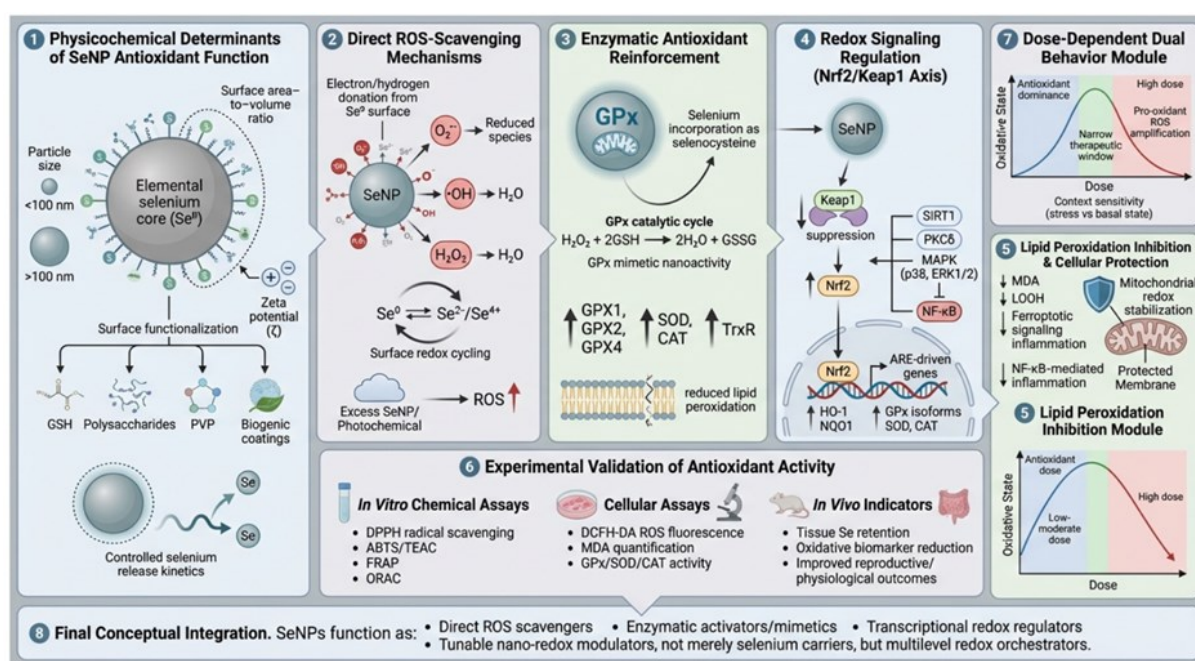 1 Physicochemical Determinants
of SeNP Antioxidant Function
Surface area–
to–volume
ratio
Particle
size
<100 nm
>100 nm
Elemental
selenium
core (Se⁰)
Zeta
potential
(ζ)
Surface functionalization
GSH
Polysaccharides
PVP
Biogenic
coatings
Se
Se
Controlled selenium
release kinetics
2 Direct ROS-Scavenging
Mechanisms
Electron/hydrogen
donation from
Se⁰ surface
SeNP
O₂•⁻
Reduced
species
•OH
H₂O
H₂O₂
H₂O
Se⁰ ⇌ Se²⁻/Se⁴⁺
Surface redox cycling
Excess SeNP/
Photochemical
ROS ↑
3 Enzymatic Antioxidant
Reinforcement
GPx
Selenium
incorporation as
selenocysteine
GPx catalytic cycle
H₂O₂ + 2GSH → 2H₂O + GSSG
GPx mimetic nanoactivity
↑ GPX1,
GPX2,
GPX4
↑ SOD,
CAT
↑ TrxR
reduced lipid
peroxidation
4 Redox Signaling
Regulation
(Nrf2/Keap1 Axis)
SeNP
Keap1
↓ suppression
↑ Nrf2
SIRT1
PKCδ
MAPK
(p38, ERK1/2)
NF-κB
Nrf2
ARE-driven
genes
↑ HO-1
NQO1
↑ GPx isoforms
SOD, CAT
7 Dose-Dependent Dual
Behavior Module
Oxidative State
Antioxidant
dominance
High dose
Pro-oxidant
ROS
amplification
Narrow
therapeutic
window
Dose
Context sensitivity
(stress vs basal state)
5 Lipid Peroxidation Inhibition
& Cellular Protection
↓ MDA
↓ LOOH
↓ Ferroptotic
signaling
inflammation
↓ NF-κB-mediated
inflammation
Mitochondrial
redox
stabilization
Protected
Membrane
5 Lipid Peroxidation
Inhibition Module
Oxidative State
Antioxidant
dose
Low-
moderate
dose
High dose
Dose
6 Experimental Validation of Antioxidant Activity
In Vitro Chemical Assays
• DPPH radical scavenging
• ABTS/TEAC
• FRAP
• ORAC
Cellular Assays
• DCFH-DA ROS fluorescence
• MDA quantification
• GPx/SOD/CAT activity
In Vivo Indicators
• Tissue Se retention
• Oxidative biomarker reduction
• Improved reproductive/
physiological outcomes
8 Final Conceptual Integration. SeNPs function as: • Direct ROS scavengers • Enzymatic activators/mimetics • Transcriptional redox regulators
• Tunable nano-redox modulators, not merely selenium carriers, but multilevel redox orchestrators.